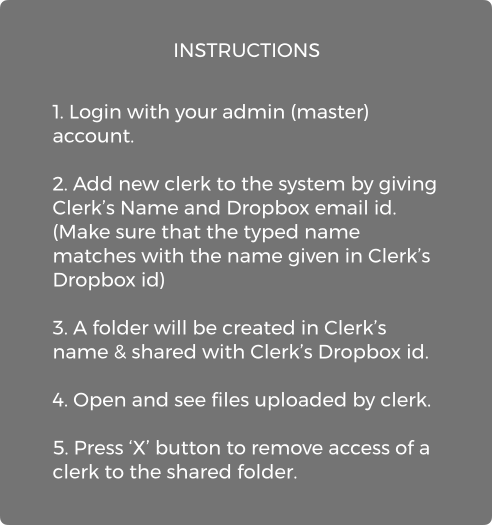 INSTRUCTIONS
1. Login with your admin (master)
account.
2. Add new clerk to the system by giving
Clerk’s Name and Dropbox email id.
(Make sure that the typed name
matches with the name given in Clerk’s
Dropbox id)
3. A folder will be created in Clerk’s
name & shared with Clerk’s Dropbox id.
4. Open and see files uploaded by clerk.
5. Press ‘X’ button to remove access of a
clerk to the shared folder.